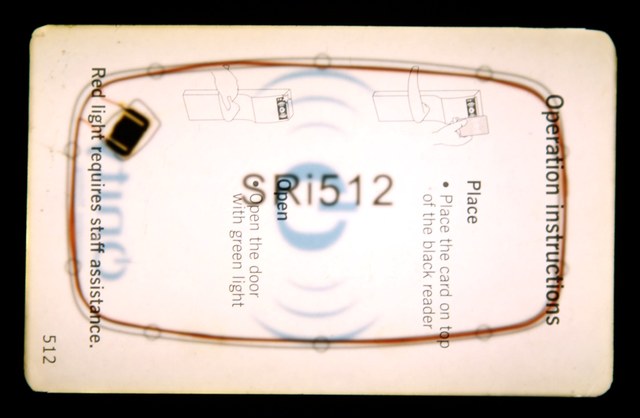 Operation instructions
Place
• Place the card on top
of the black reader
Open
• Open the door
with green light
Red light requires staff assistance.
512
SRi512